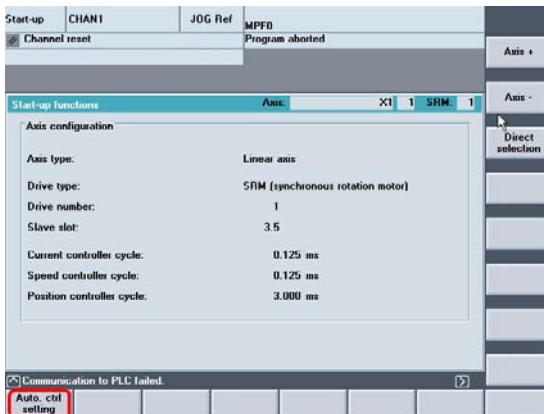 Start-up CHAN1 JOG Ref MPF0
Channel reset Program aborted
Axis +
Start-up functions Axis: X1 1 SRM: 1
Axis -
Axis configuration
Direct
selection
Axis type: Linear axis
Drive type: SRM (synchronous rotation motor)
Drive number: 1
Slave slot: 3.5
Current controller cycle: 0.125 ms
Speed controller cycle: 0.125 ms
Position controller cycle: 3.000 ms
Communication to PLC failed.
Auto. ctrl
setting